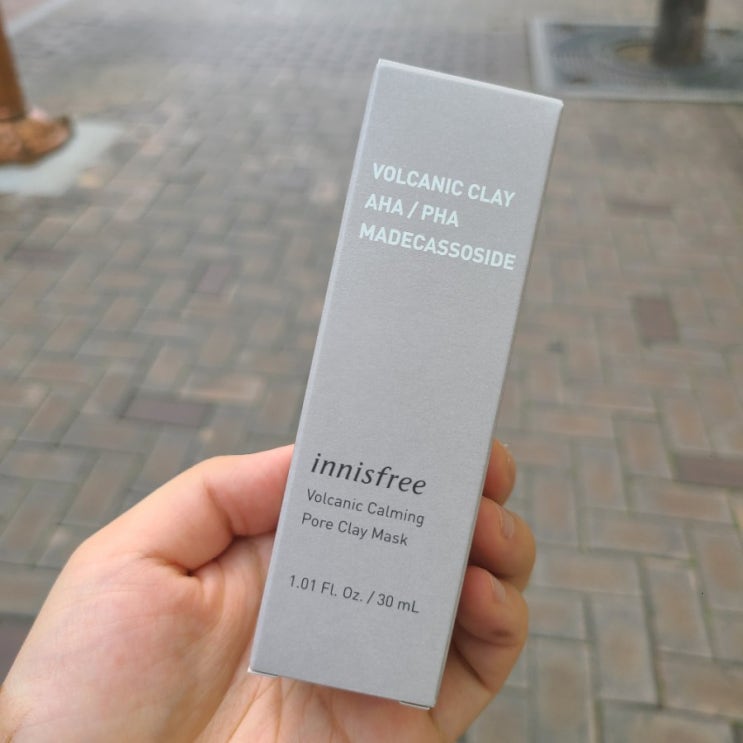 VOLCANIC CLAY
AHA / PHA
MADECASSOSIDE
innisfree
Volcanic Calming
Pore Clay Mask
1.01 Fl. Oz. / 30 mL